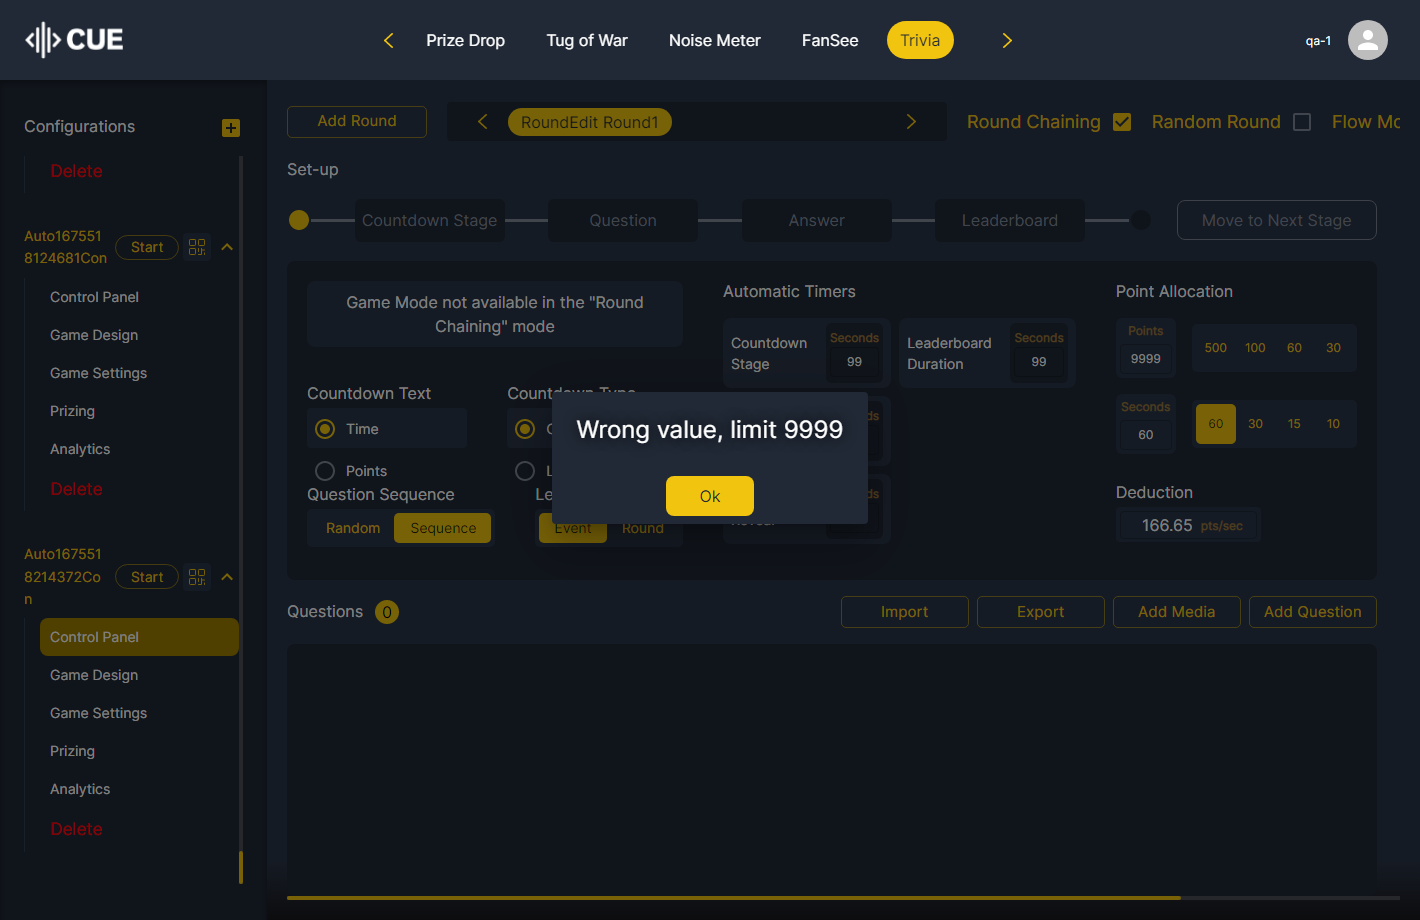 CUE
Prize Drop
Tug of War
Noise Meter
FanSee
Trivia
qa-1
Configurations
Delete
Auto167551
8124681Con
Start
Control Panel
Game Design
Game Settings
Prizing
Analytics
Delete
Auto167551
8214372Co
n
Start
Control Panel
Game Design
Game Settings
Prizing
Analytics
Delete
Add Round
RoundEdit Round1
Round Chaining
Random Round
Flow Mo
Set-up
Countdown Stage
Question
Answer
Leaderboard
Move to Next Stage
Game Mode not available in the "Round
Chaining" mode
Countdown Text
Time
Points
Countdown Type
Question Sequence
Random
Sequence
Le
Event
Round
Automatic Timers
Countdown
Stage
Seconds
99
Leaderboard
Duration
Seconds
99
Wrong value, limit 9999
Ok
Point Allocation
Points
9999
500
100
60
30
Seconds
60
60
30
15
10
Deduction
166.65 pts/sec
Questions 0
Import
Export
Add Media
Add Question